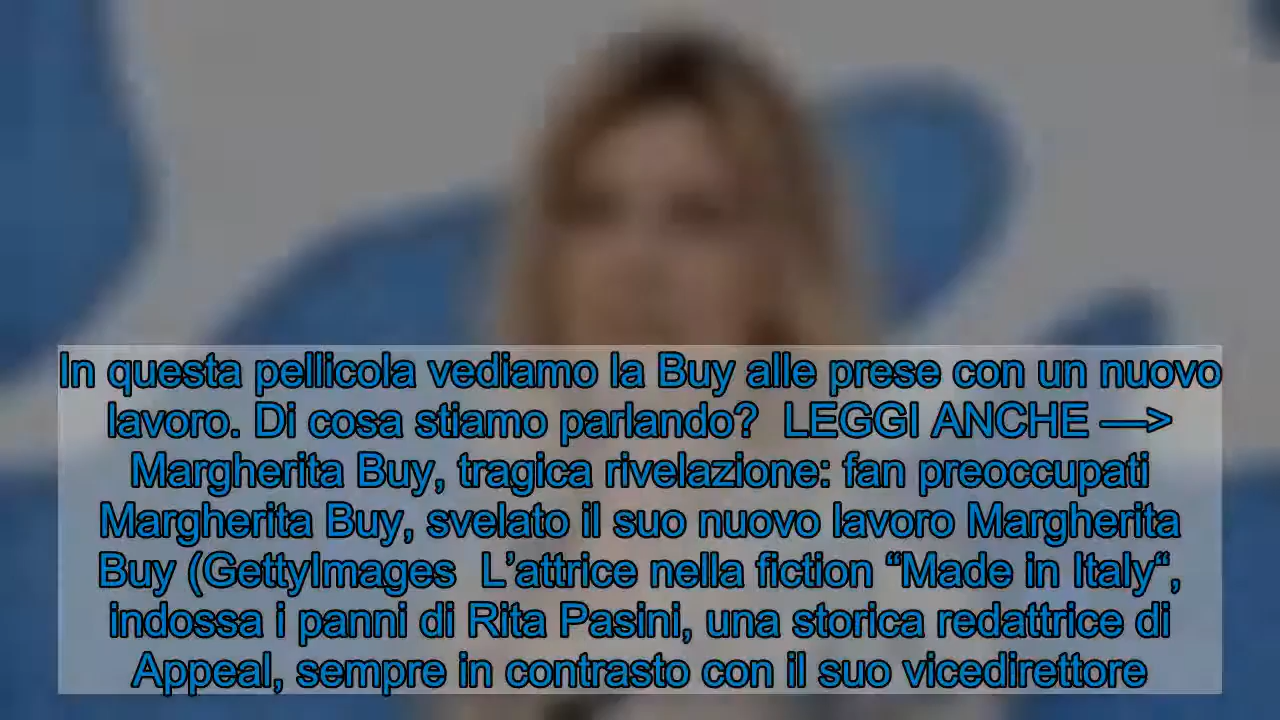 In questa pellicola vediamo la Buy alle prese con un nuovo
lavoro. Di cosa stiamo parlando?  LEGGI ANCHE —>
Margherita Buy, tragica rivelazione: fan preoccupati
Margherita Buy, svelato il suo nuovo lavoro Margherita
Buy (GettyImages  L’attrice nella fiction “Made in Italy“,
indossa i panni di Rita Pasini, una storica redattrice di
Appeal, sempre in contrasto con il suo vicedirettore